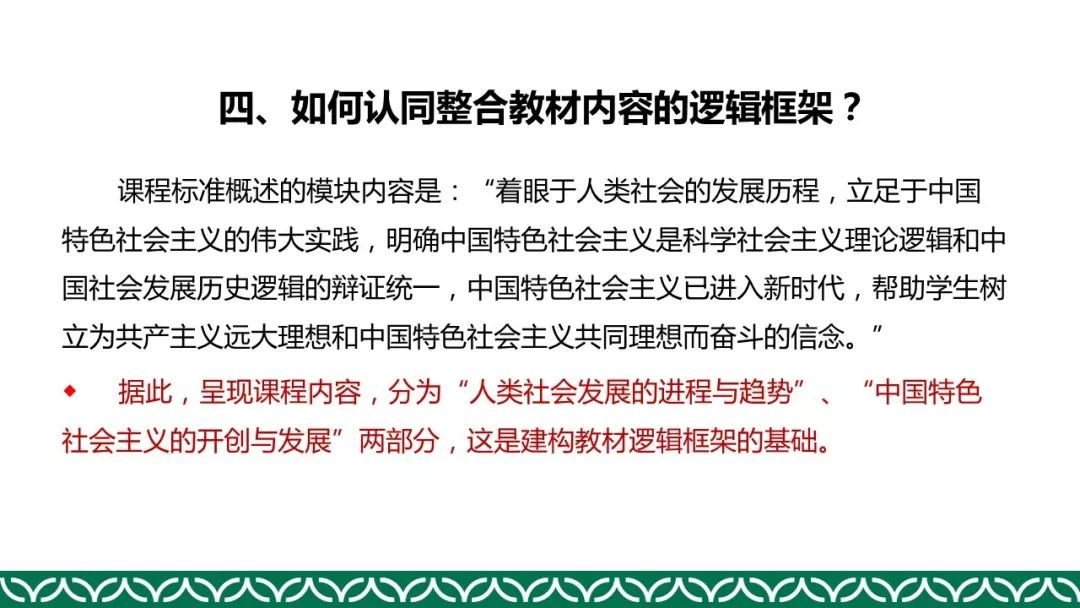 四、如何认同整合教材内容的逻辑框架？
课程标准概述的模块内容是：“着眼于人类社会的发展历程，立足于中国
特色社会主义的伟大实践，明确中国特色社会主义是科学社会主义理论逻辑和中
国社会发展历史逻辑的辩证统一，中国特色社会主义已进入新时代，帮助学生树
立为共产主义远大理想和中国特色社会主义共同理想而奋斗的信念。”
据此，呈现课程内容，分为“人类社会发展的进程与趋势”、“中国特色
社会主义的开创与发展”两部分，这是建构教材逻辑框架的基础。